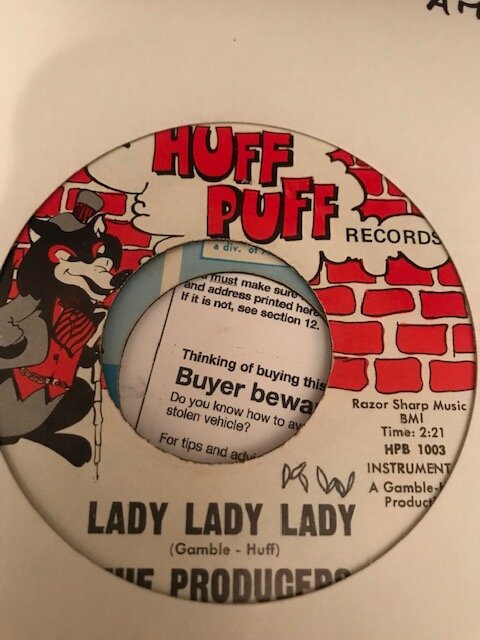 HUFF
PUFF
RECORDS
a div. of
must make sure
and address printed here
If it is not, see section 12.
Thinking of buying this
Buyer bewa
Do you know how to av
stolen vehicle?
For tips and advi
Razor Sharp Music
BMI
Time: 2:21
HPB 1003
INSTRUMENT
A Gamble-H
Product
LADY LADY LADY
(Gamble - Huff)
THE PRODUCERS